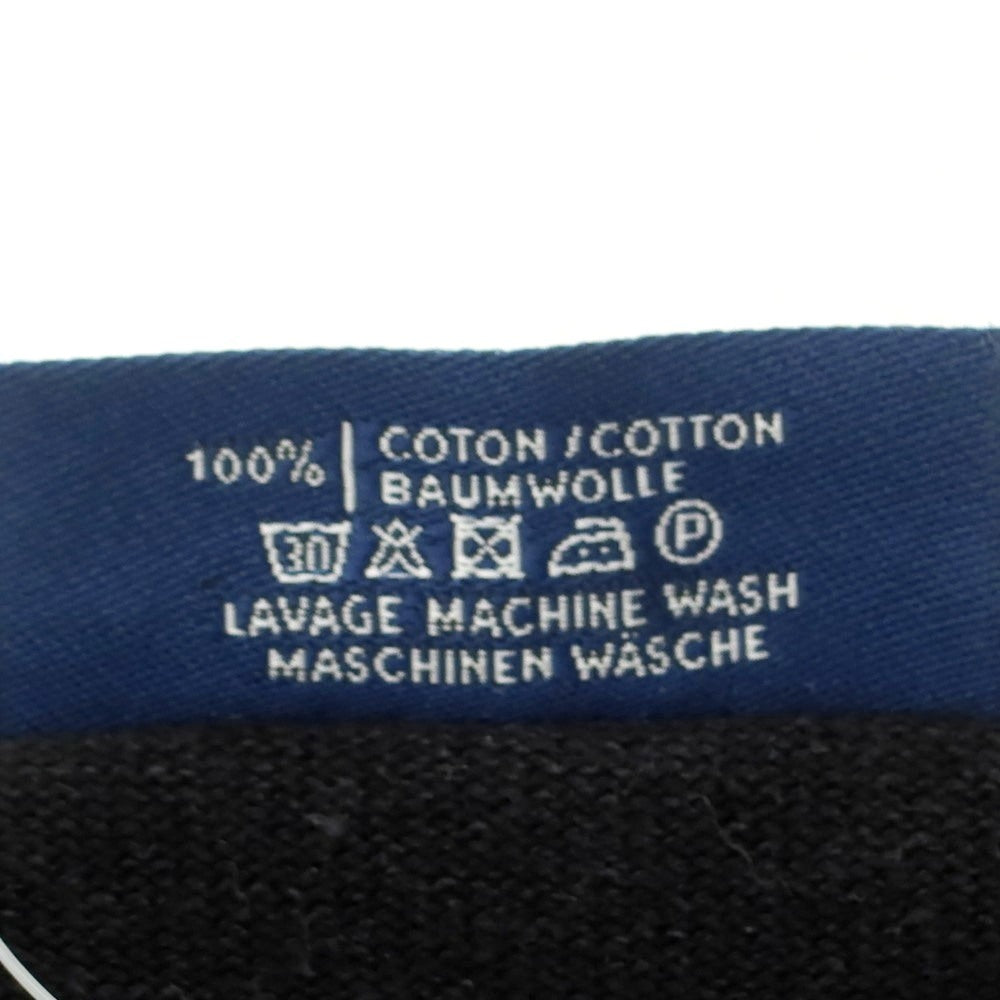 100% | COTON / COTTON
BAUMWOLLE
30 P
LAVAGE MACHINE WASH
MASCHINEN WÄSCHE